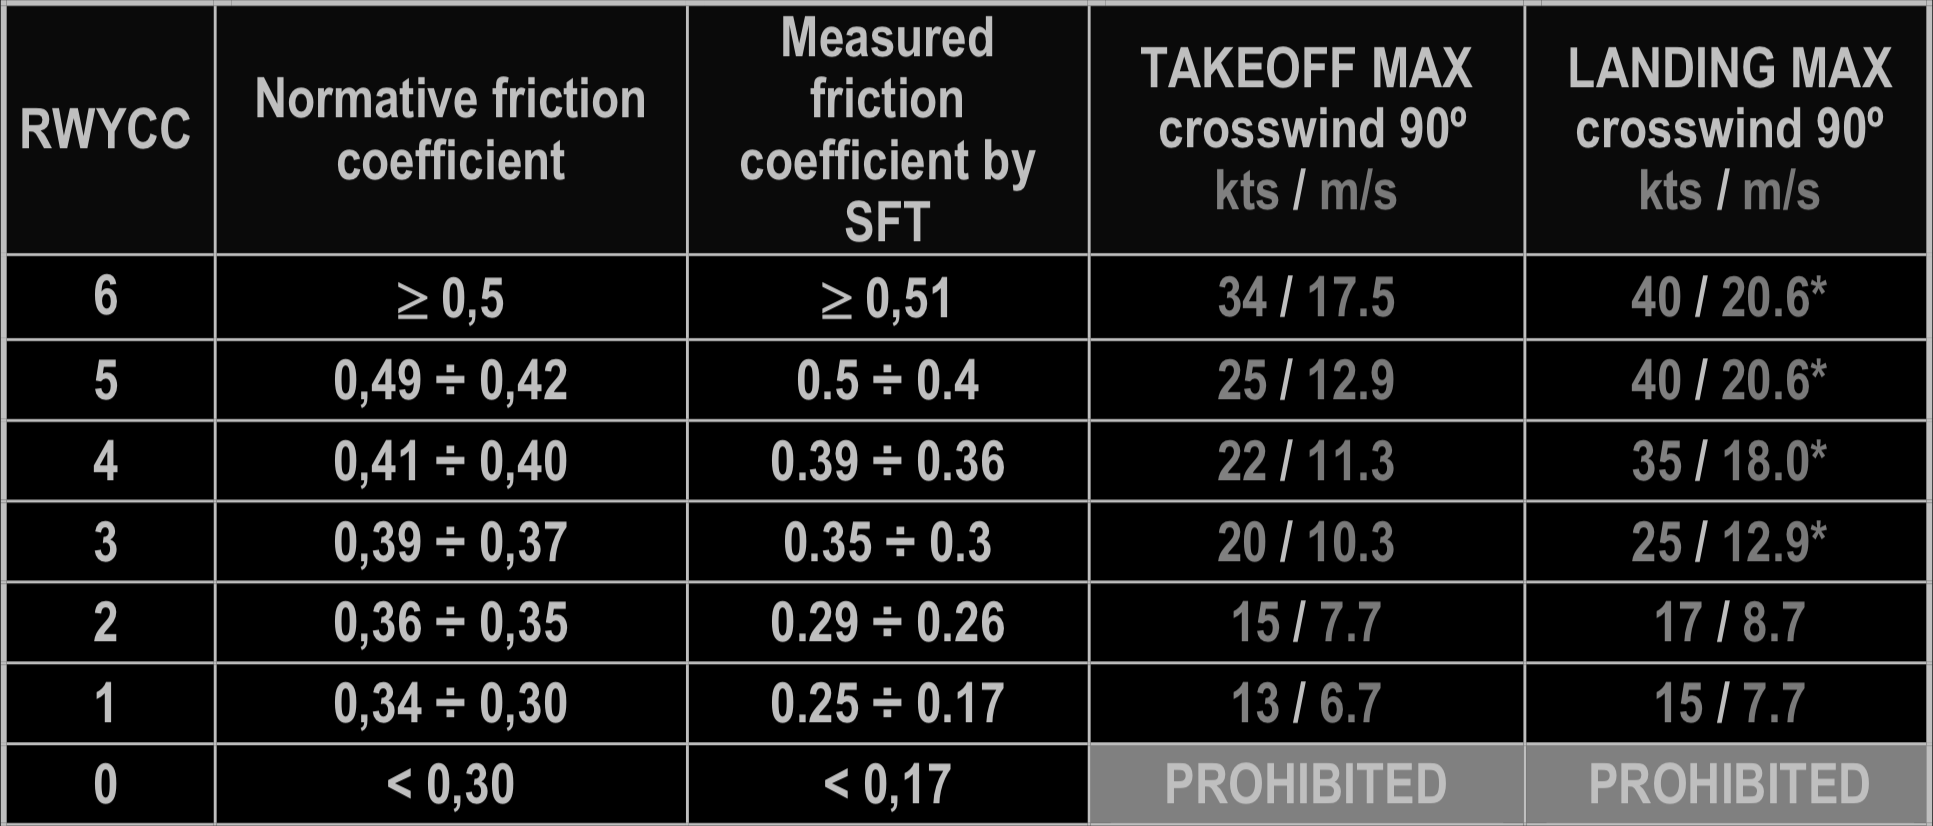 RWYCC
Normative friction
coefficient
Measured
friction
coefficient by
SFT
TAKEOFF MAX
crosswind 90º
kts / m/s
LANDING MAX
crosswind 90º
kts / m/s
6
≥ 0,5
≥ 0,51
34 / 17.5
40 / 20.6*
5
0,49 ÷ 0,42
0.5 ÷ 0.4
25 / 12.9
40 / 20.6*
4
0,41 ÷ 0,40
0.39 ÷ 0.36
22 / 11.3
35 / 18.0*
3
0,39 ÷ 0,37
0.35 ÷ 0.3
20 / 10.3
25 / 12.9*
2
0,36 ÷ 0,35
0.29 ÷ 0.26
15 / 7.7
17 / 8.7
1
0,34 ÷ 0,30
0.25 ÷ 0.17
13 / 6.7
15 / 7.7
0
< 0,30
< 0,17
PROHIBITED
PROHIBITED